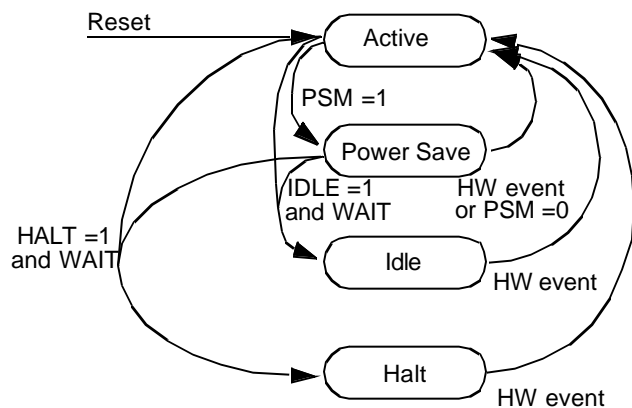 Reset
Active
PSM =1
Power Save
IDLE =1
and WAIT
HW event
or PSM =0
HALT =1
and WAIT
Idle
HW event
Halt
HW event